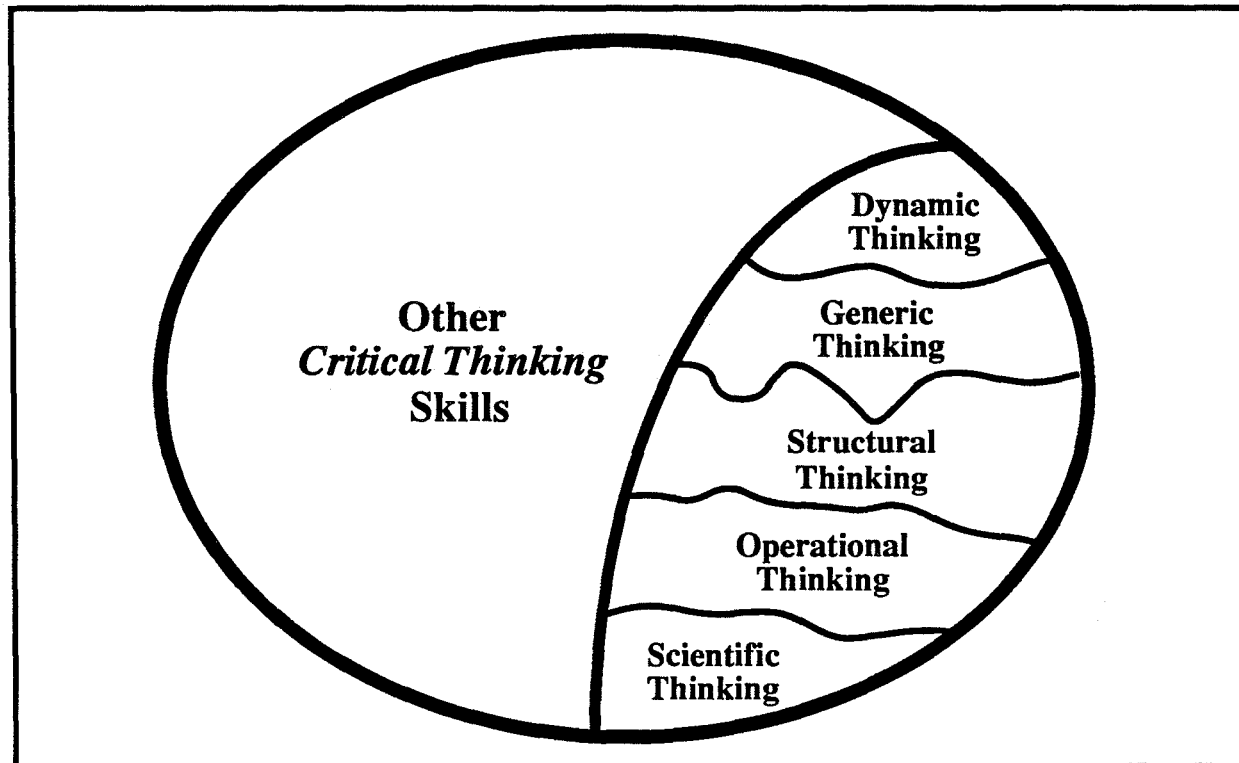 Dynamic
Thinking
Generic
Thinking
Other
Critical Thinking
Skills
Structural
Thinking
Operational
Thinking
Scientific
Thinking